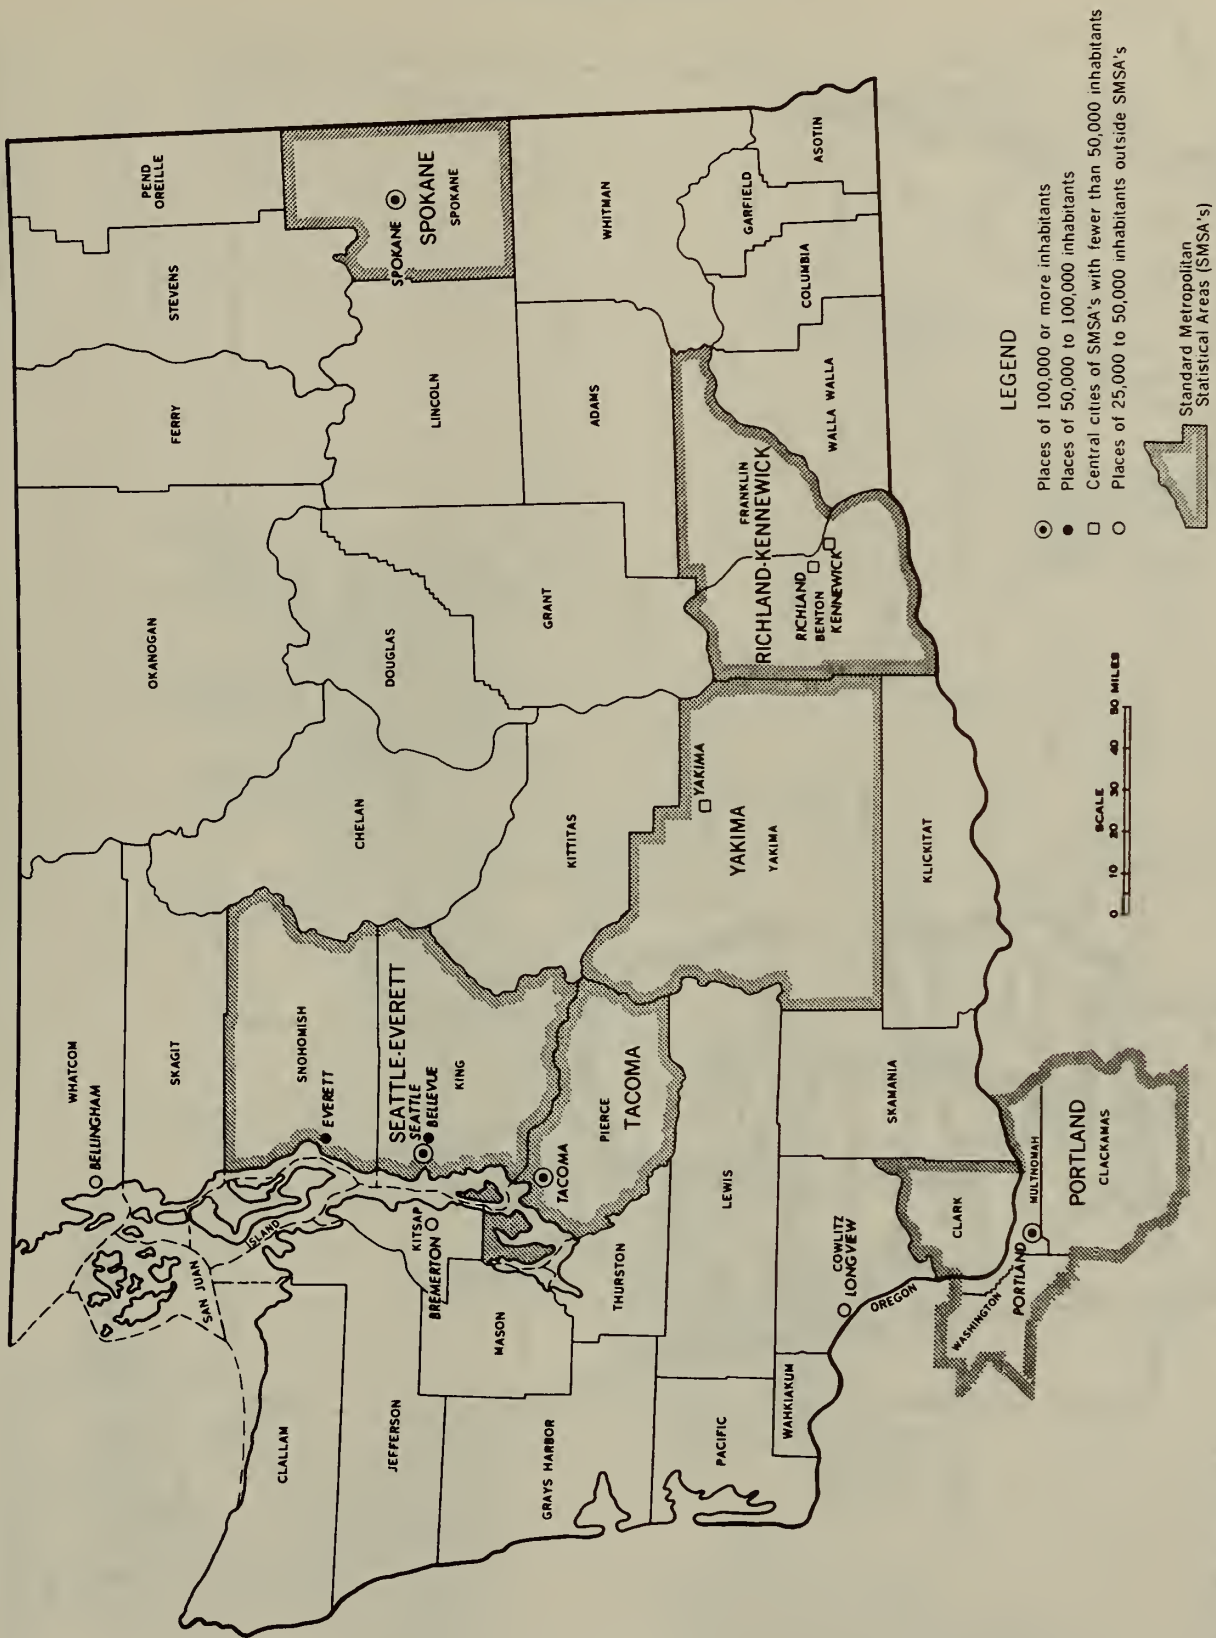 WHATCOM
BELLINGHAM
SAN JUAN
SKAGIT
ISLAND
OKANOGAN
FERRY
STEVENS
PEND
OREILLE
CLALLAM
SNOHOMISH
EVERETT
CHELAN
DOUGLAS
LINCOLN
SPOKANE
SPOKANE
SPOKANE
JEFFERSON
KITSAP
BREMERTON
SEATTLE-EVERETT
SEATTLE
BELLEVUE
KING
GRANT
ADAMS
WHITMAN
MASON
GRAYS HARBOR
TACOMA
PIERCE
TACOMA
KITTITAS
THURSTON
YAKIMA
YAKIMA
YAKIMA
FRANKLIN
RICHLAND-KENNEWICK
RICHLAND
BENTON
KENNEWICK
GARFIELD
COLUMBIA
ASOTIN
WALLA WALLA
PACIFIC
LEWIS
WAHKIAKUM
COWLITZ
LONGVIEW
SKAMANIA
KLICKITAT
OREGON
CLARK
WASHINGTON
PORTLAND
MULTNOMAH
PORTLAND
CLACKAMAS
SCALE
0 10 20 30 40 50 MILES
LEGEND
Places of 100,000 or more inhabitants
Places of 50,000 to 100,000 inhabitants
Central cities of SMSA's with fewer than 50,000 inhabitants
Places of 25,000 to 50,000 inhabitants outside SMSA's
Standard Metropolitan
Statistical Areas (SMSA's)